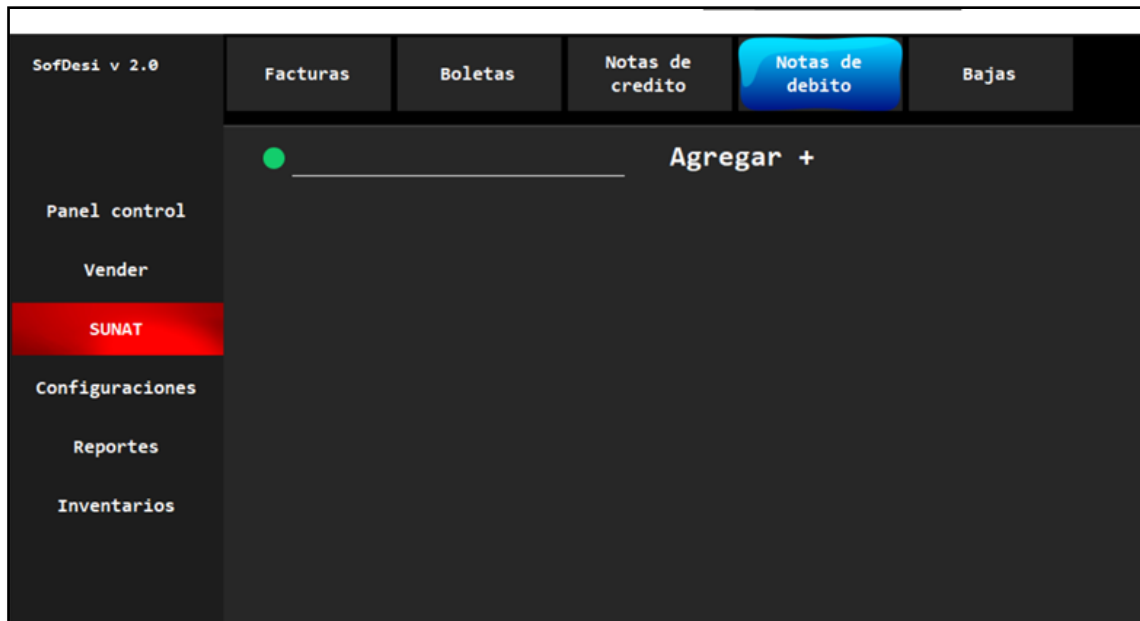 SofDesi v 2.0
Facturas
Boletas
Notas de
credito
Notas de
debito
Bajas
Agregar +
Panel control
Vender
SUNAT
Configuraciones
Reportes
Inventarios